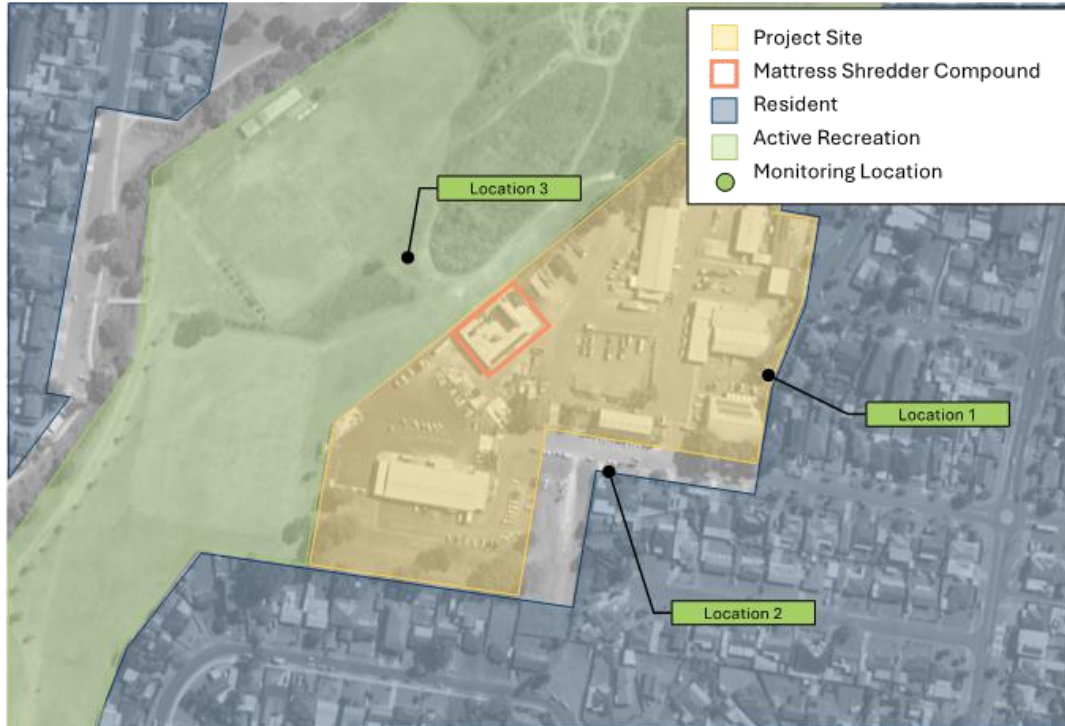 Project Site
Mattress Shredder Compound
Resident
Active Recreation
Monitoring Location
Location 3
Location 1
Location 2